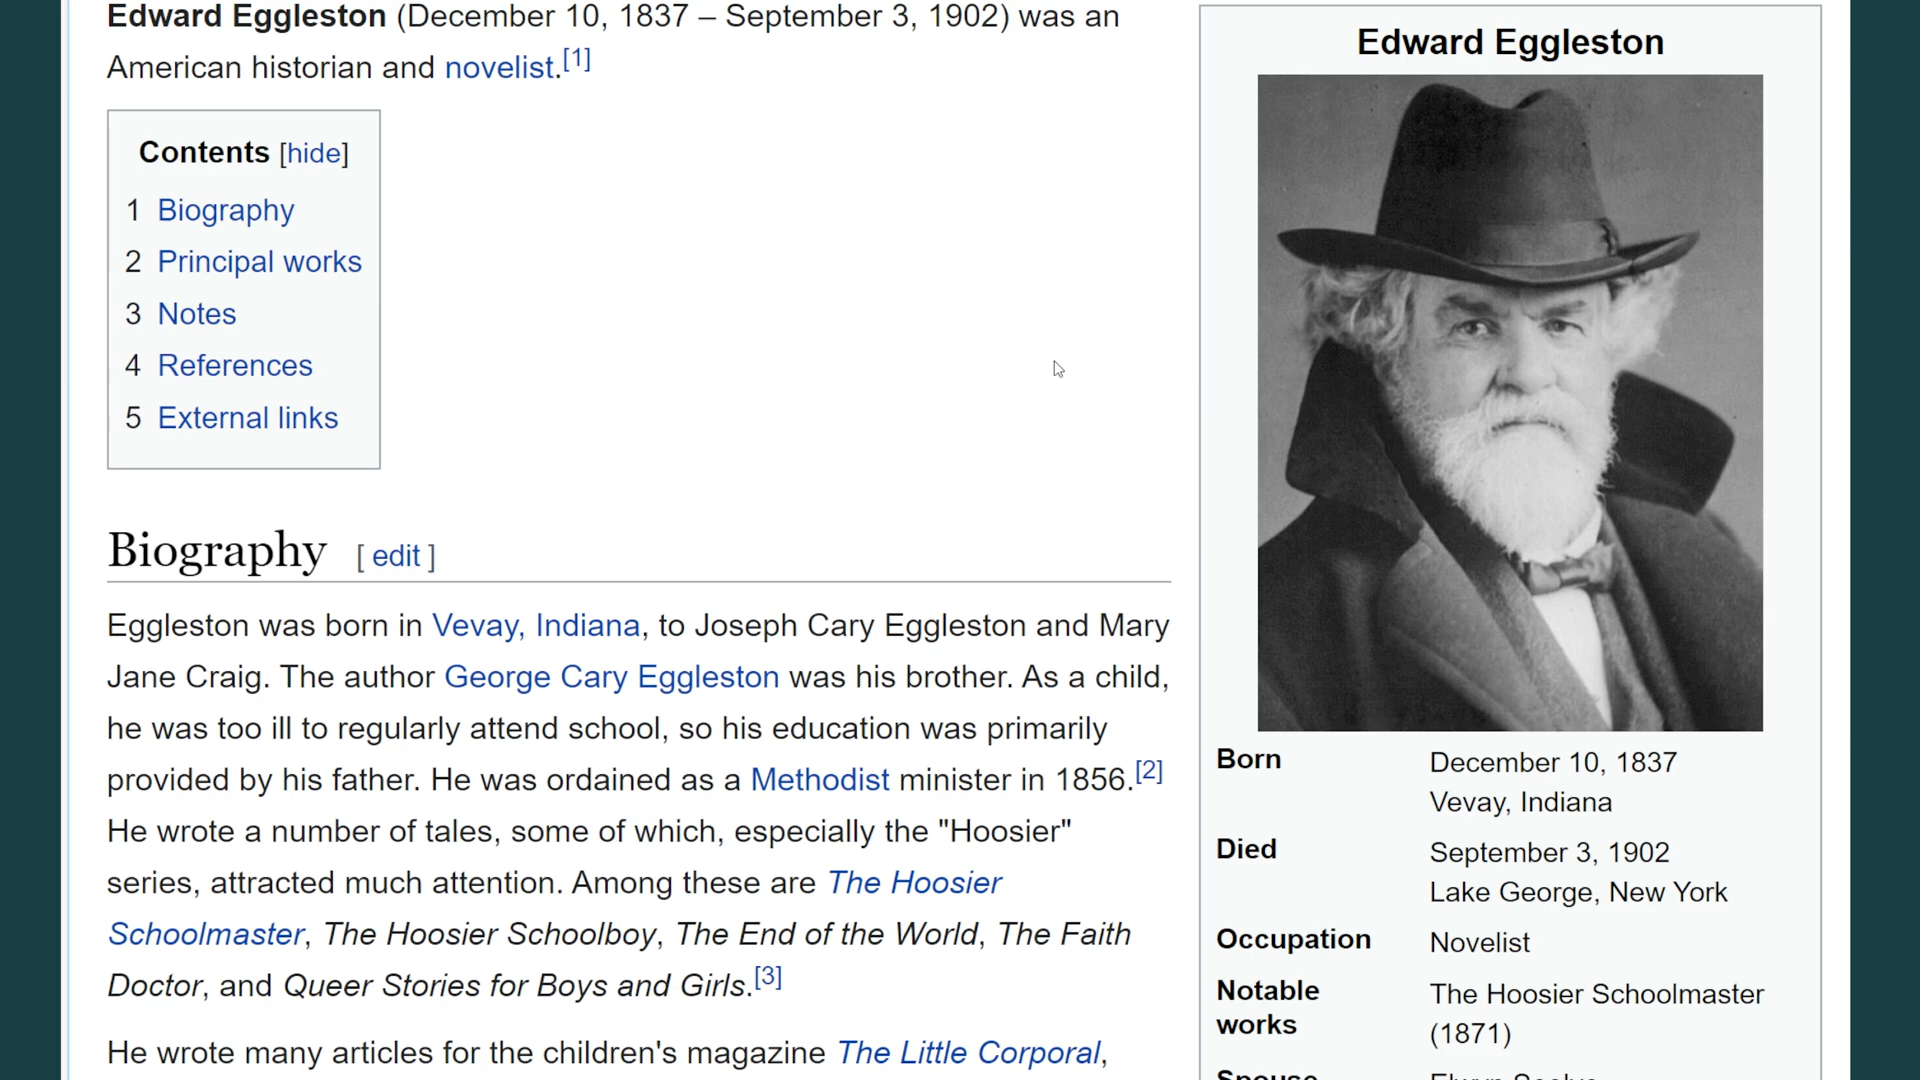 Edward Eggleston (December 10, 1837 – September 3, 1902) was an
American historian and novelist.[1]
Contents [hide]
1 Biography
2 Principal works
3 Notes
4 References
5 External links
Biography [ edit ]
Eggleston was born in Vevay, Indiana, to Joseph Cary Eggleston and Mary
Jane Craig. The author George Cary Eggleston was his brother. As a child,
he was too ill to regularly attend school, so his education was primarily
provided by his father. He was ordained as a Methodist minister in 1856.[2]
He wrote a number of tales, some of which, especially the "Hoosier"
series, attracted much attention. Among these are The Hoosier
Schoolmaster, The Hoosier Schoolboy, The End of the World, The Faith
Doctor, and Queer Stories for Boys and Girls.[3]
He wrote many articles for the children's magazine The Little Corporal,
Edward Eggleston
Born December 10, 1837
Vevay, Indiana
Died September 3, 1902
Lake George, New York
Occupation Novelist
Notable The Hoosier Schoolmaster
works (1871)
Spouse